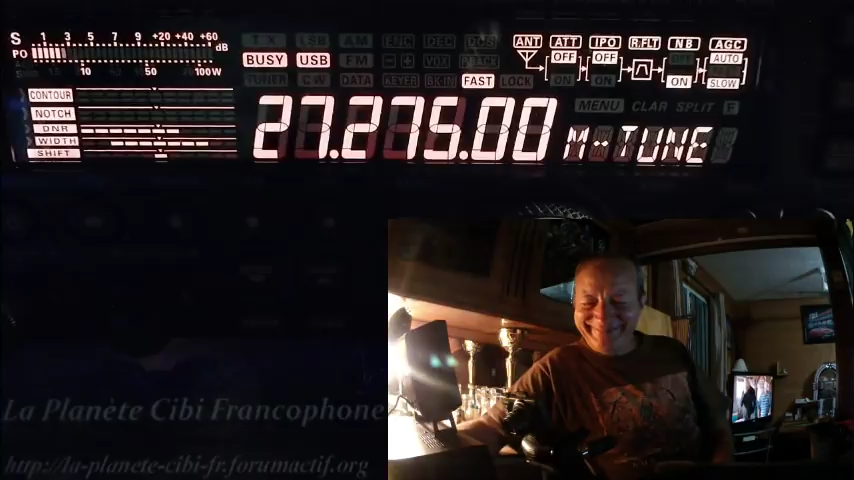 S 1 3 5 7 9 +20 +40 +60 dB
PO
10 50 100W
BUSY USB
FAST LOCK
ANT ATT IPO R.FLT NB AGC
OFF OFF AUTO
ON ON SLOW
CONTOUR
NOTCH
DNR
WIDTH
SHIFT
27.275.00 M-TUNE
MENU CLAR SPLIT
La Planète Cibi Francophone
http://la-planete-cibi-fr.forumactif.org